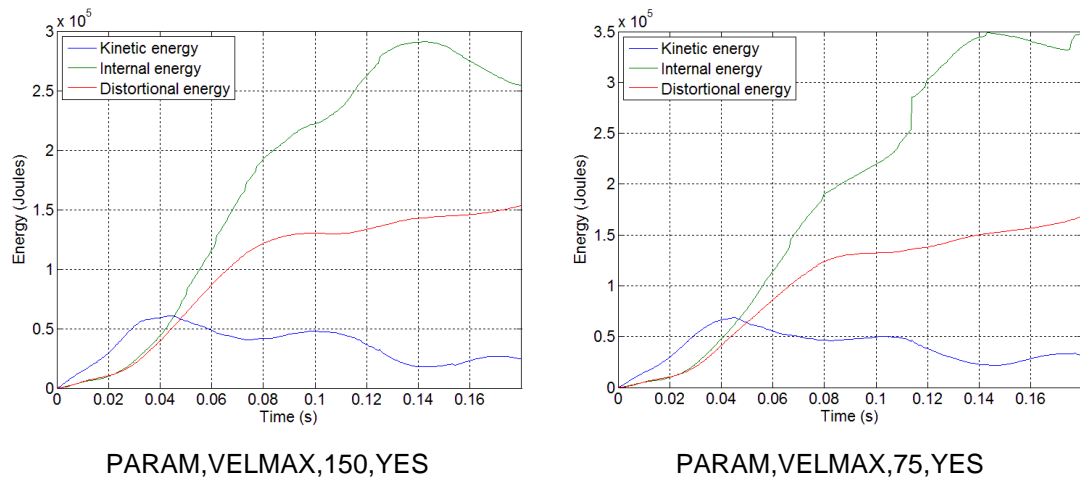 3 x 10⁵
Kinetic energy
Internal energy
Distortional energy
2.5
2
1.5
1
0.5
0
Energy (Joules)
0 0.02 0.04 0.06 0.08 0.1 0.12 0.14 0.16
Time (s)
PARAM,VELMAX,150,YES
3.5 x 10⁵
Kinetic energy
Internal energy
Distortional energy
3
2.5
2
1.5
1
0.5
0
Energy (Joules)
0 0.02 0.04 0.06 0.08 0.1 0.12 0.14 0.16
Time (s)
PARAM,VELMAX,75,YES